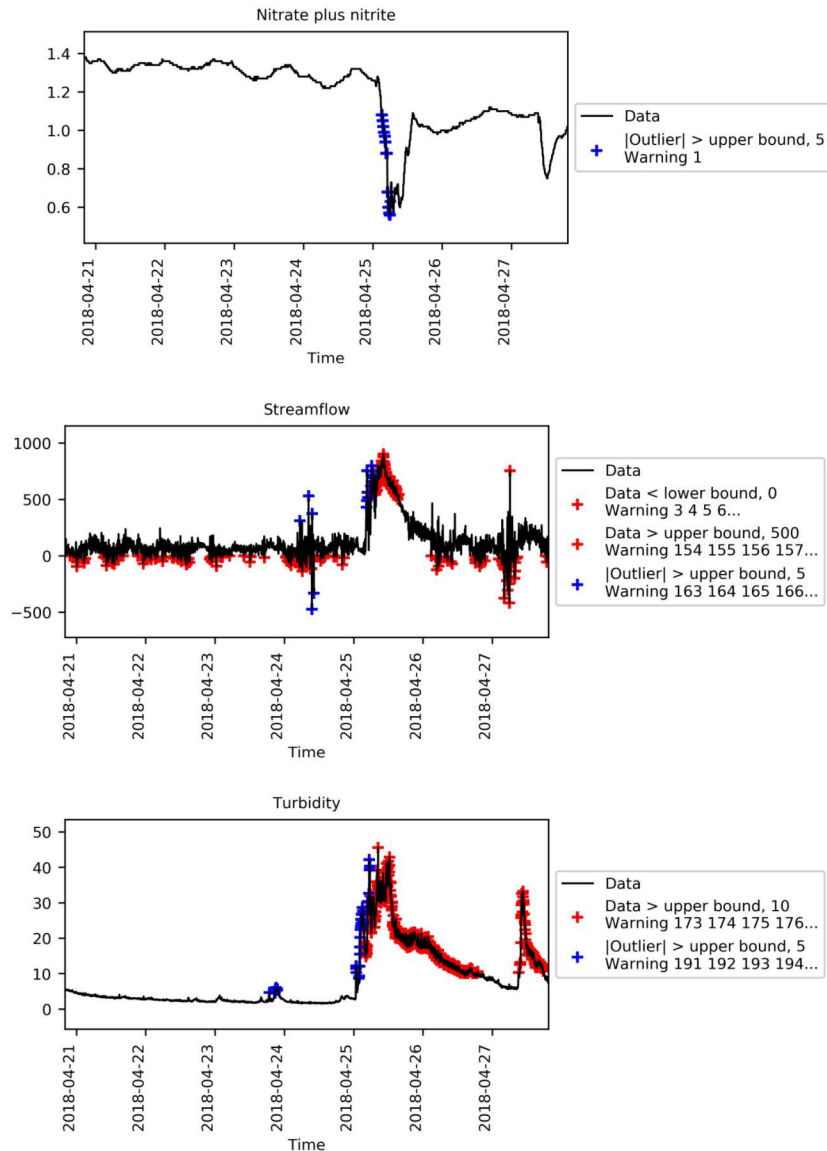 Nitrate plus nitrite
1.4
1.2
1.0
0.8
0.6
2018-04-21
2018-04-22
2018-04-23
2018-04-24
2018-04-25
2018-04-26
2018-04-27
Time
Data
|Outlier| > upper bound, 5
Warning 1
Streamflow
1000
500
0
−500
2018-04-21
2018-04-22
2018-04-23
2018-04-24
2018-04-25
2018-04-26
2018-04-27
Time
Data
Data < lower bound, 0
Warning 3 4 5 6...
Data > upper bound, 500
Warning 154 155 156 157...
|Outlier| > upper bound, 5
Warning 163 164 165 166...
Turbidity
50
40
30
20
10
0
2018-04-21
2018-04-22
2018-04-23
2018-04-24
2018-04-25
2018-04-26
2018-04-27
Time
Data
Data > upper bound, 10
Warning 173 174 175 176...
|Outlier| > upper bound, 5
Warning 191 192 193 194...